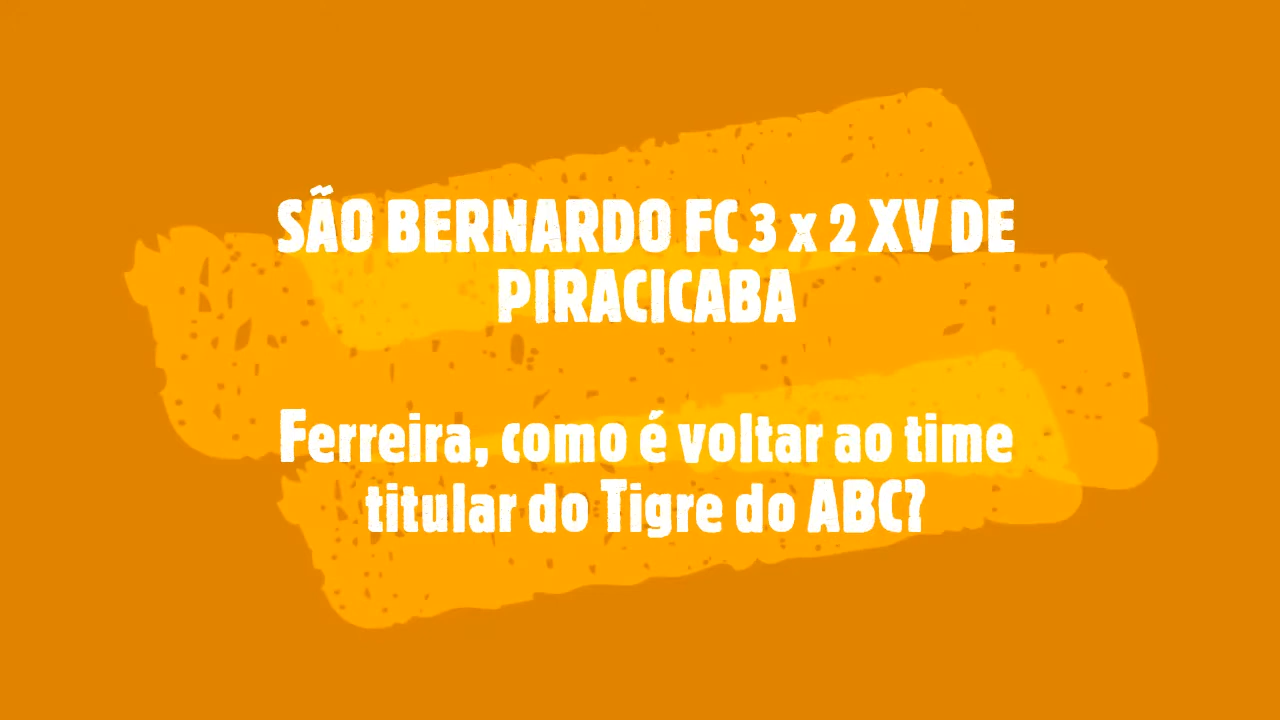 SÃO BERNARDO FC 3 x 2 XV DE
PIRACICABA
Ferreira, como é voltar ao time
titular do Tigre do ABC?